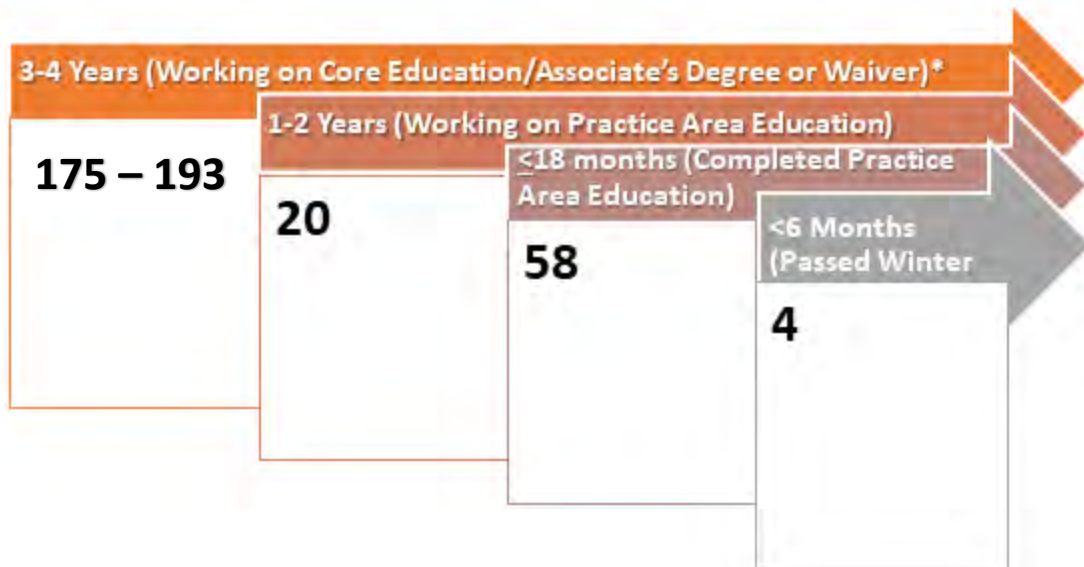 3-4 Years (Working on Core Education/Associate's Degree or Waiver)*
175 – 193
1-2 Years (Working on Practice Area Education)
20
≤18 months (Completed Practice
Area Education)
58
<6 Months
(Passed Winter
4